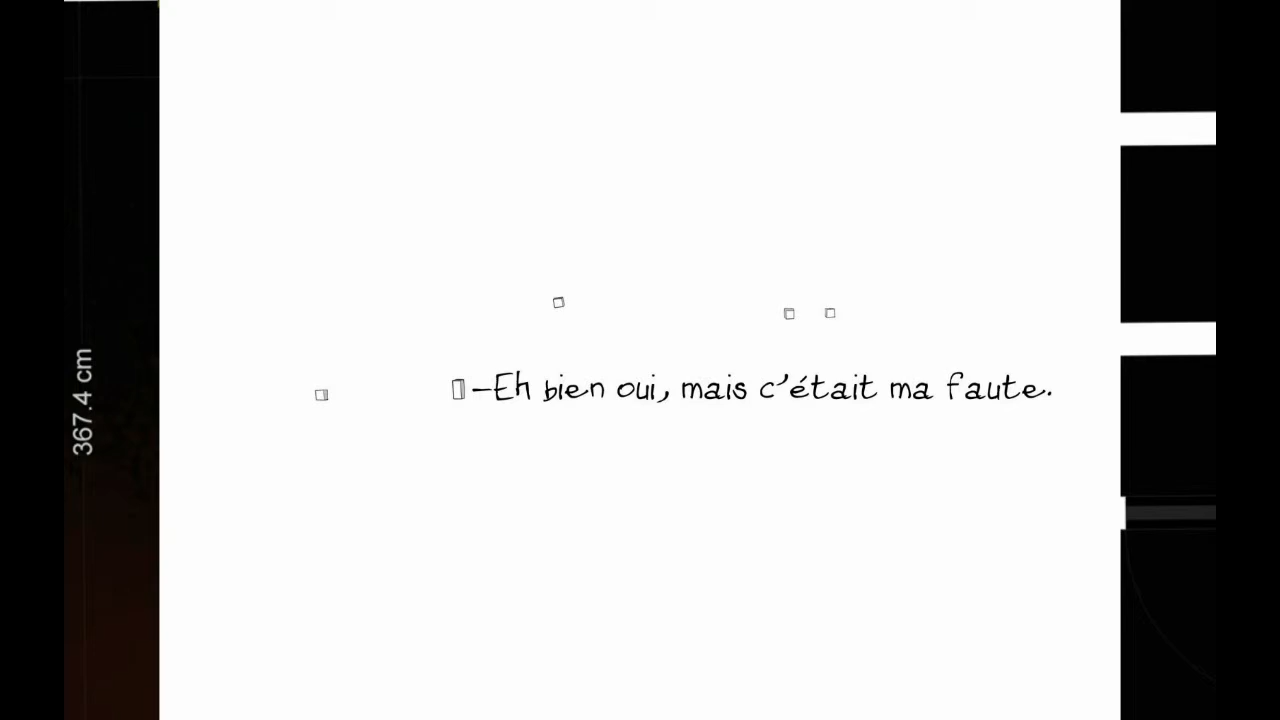 367.4 cm
–Eh bien oui, mais c'était ma faute.